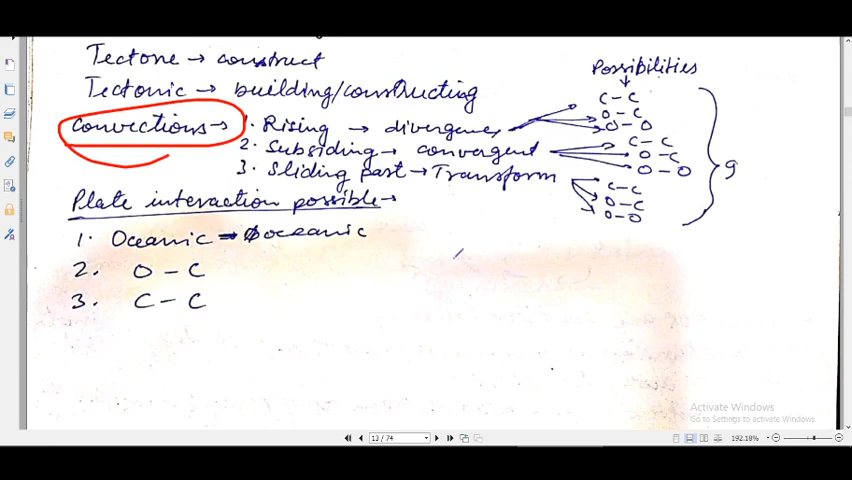 Tectone → construct
Tectonic → building/constructing
convections → 1. Rising → divergence
2. Subsiding → convergent
3. Sliding past → Transform
Possibilities
C - C
O - C
O - O
C - C
O - C
O - O
C - C
O - C
O - O
9
Plate interaction possible →
1. Oceanic → oceanic
2. O - C
3. C - C
Activate Windows
Go to Settings to activate Windows.
13 / 74
192.18%